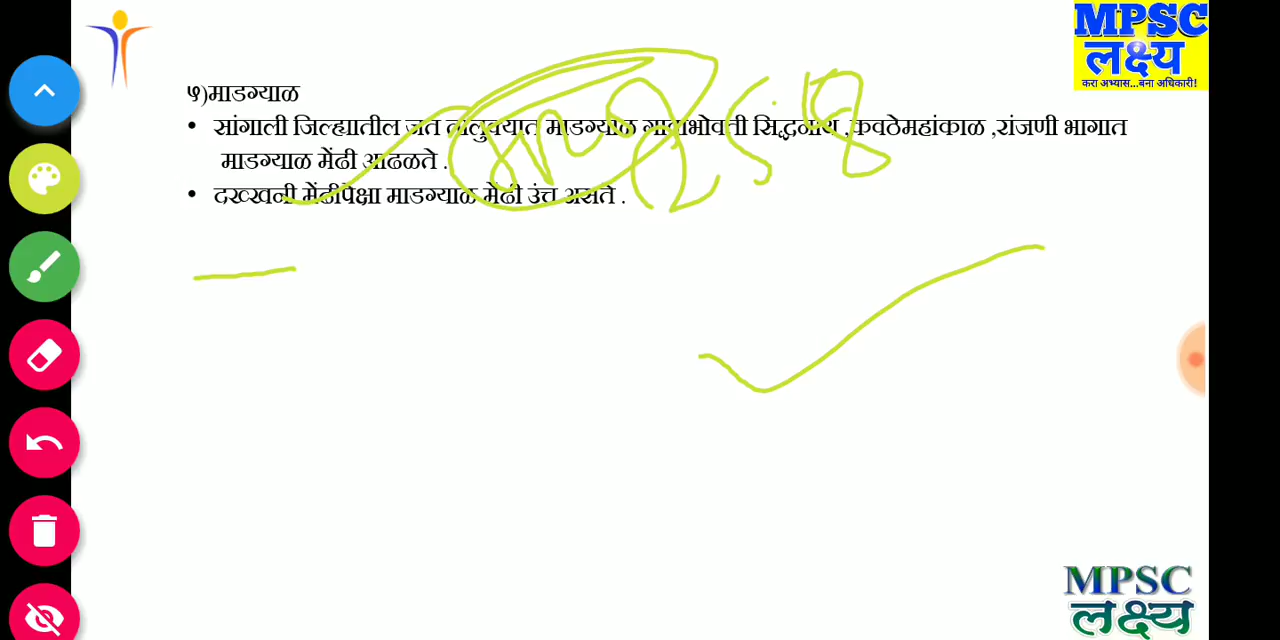 MPSC
लक्ष्य
करा अभ्यास...बना अधिकारी!
५)माडग्याळ
• सांगाली जिल्ह्यातील जत तालुक्यात माडग्याळ गावाभोवती सिद्धनाथ ,कवठेमहांकाळ ,रांजणी भागात
माडग्याळ मेंढी आढळते .
• दख्खनी मेंढीपेक्षा माडग्याळ मेंढी उंच असते .
MPSC
लक्ष्य